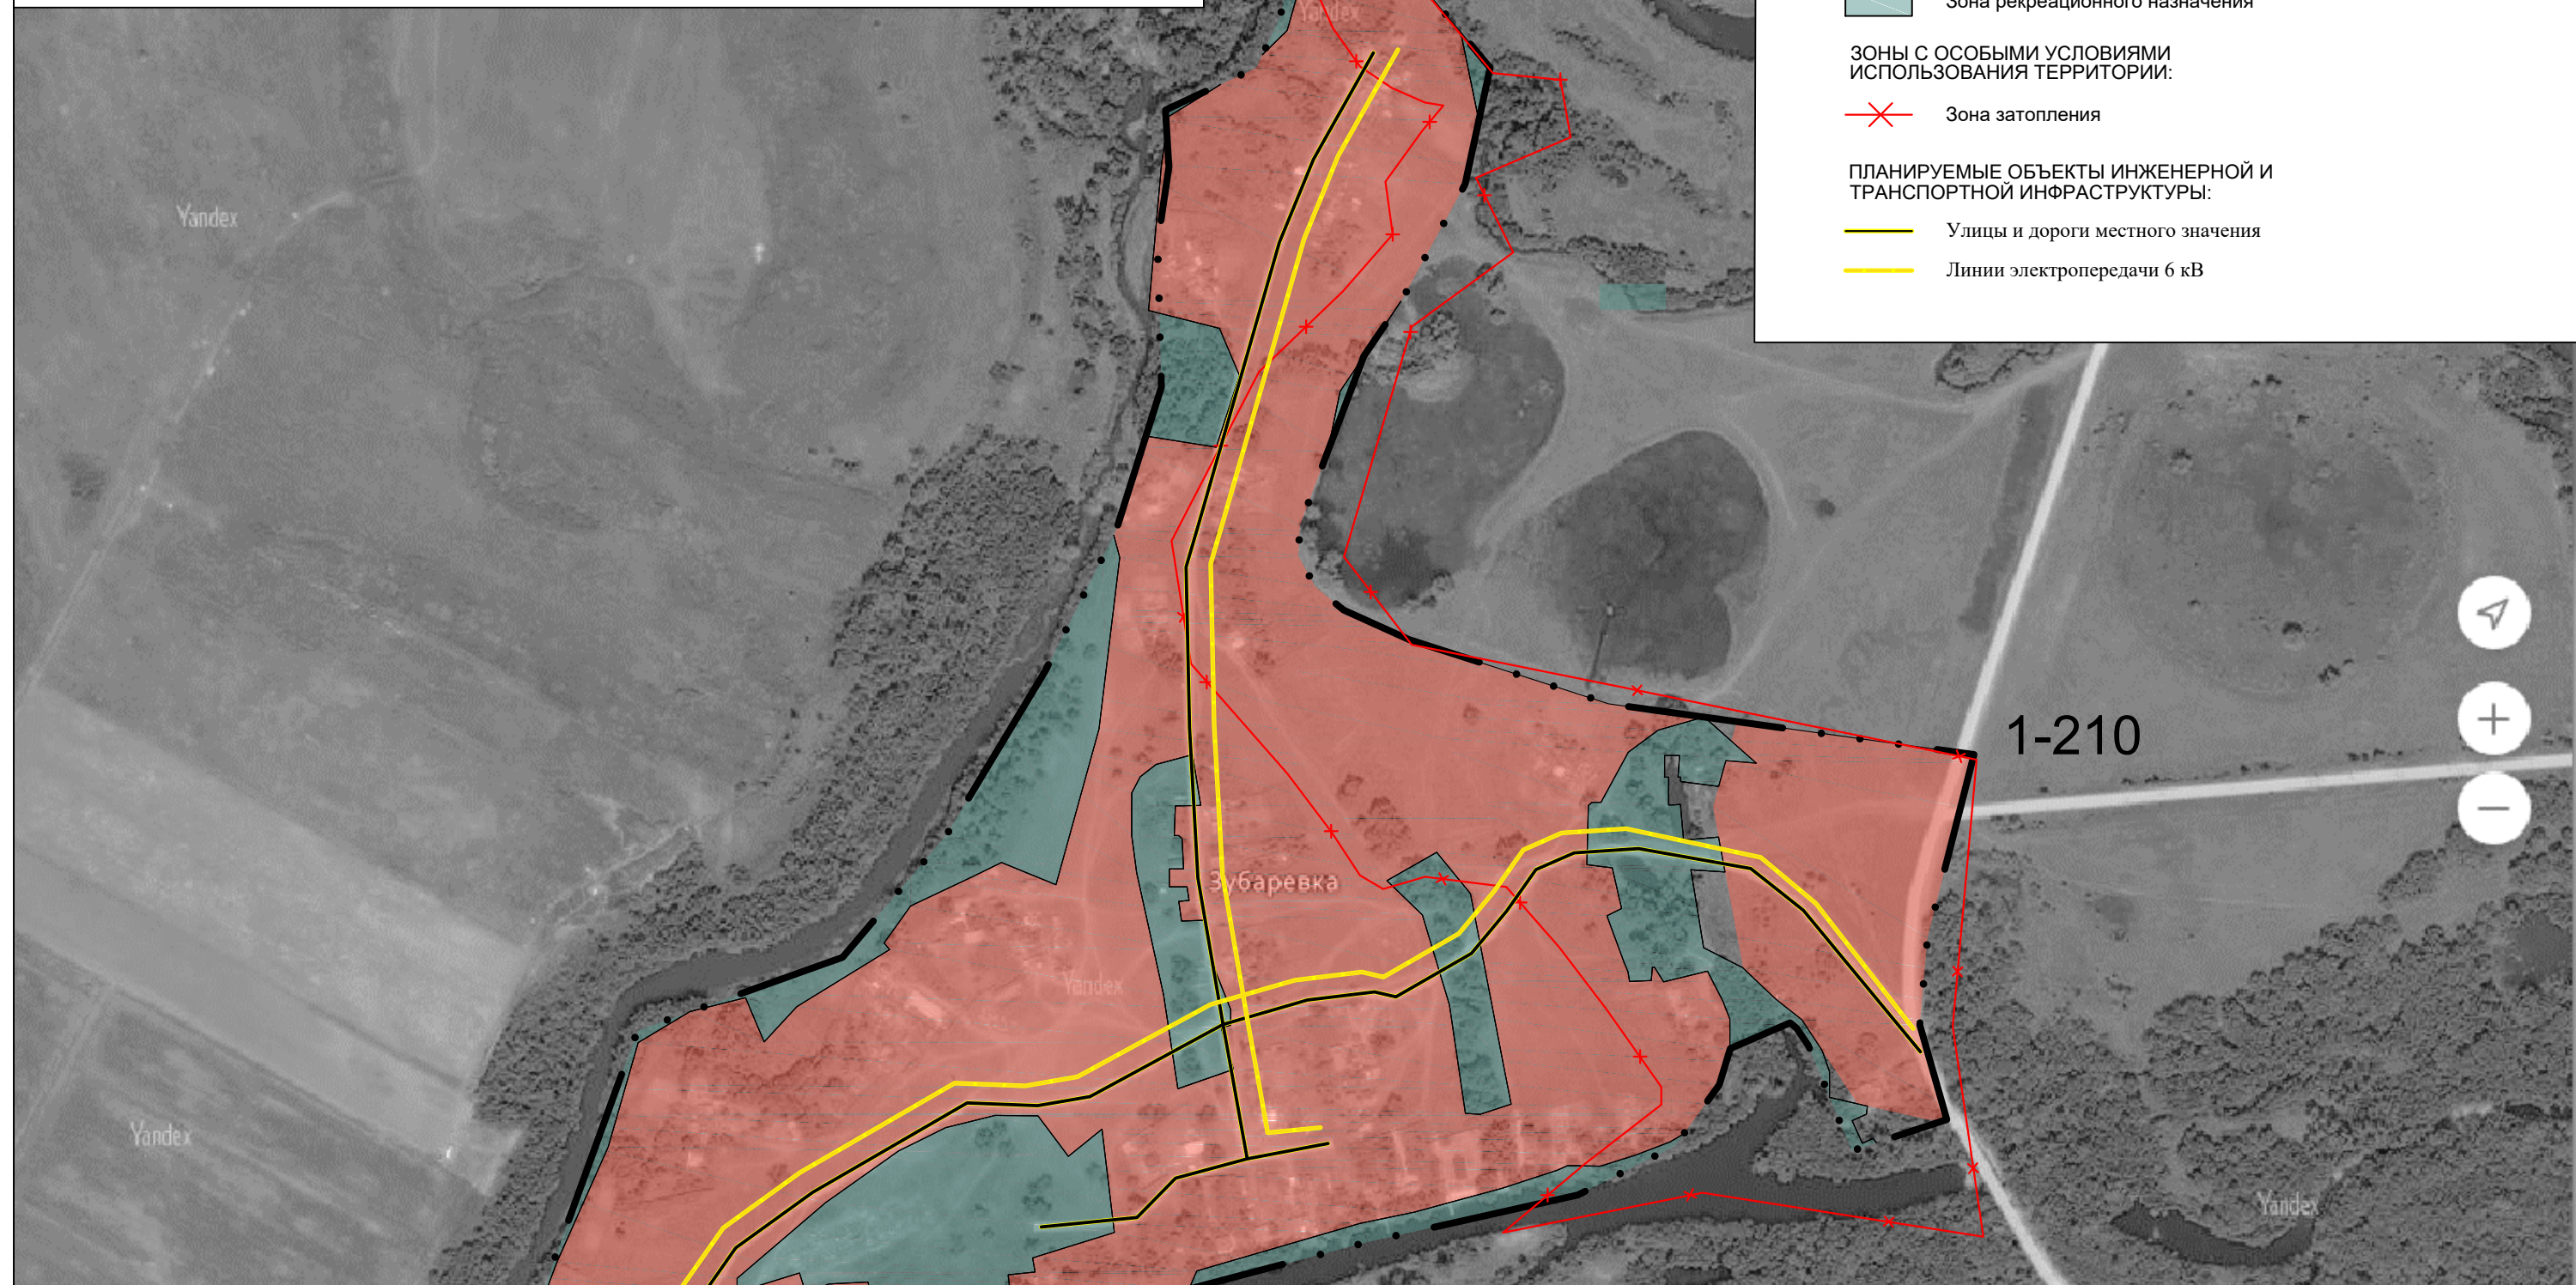 Yandex
Зона рекреационного назначения
ЗОНЫ С ОСОБЫМИ УСЛОВИЯМИ
ИСПОЛЬЗОВАНИЯ ТЕРРИТОРИИ:
Зона затопления
ПЛАНИРУЕМЫЕ ОБЪЕКТЫ ИНЖЕНЕРНОЙ И
ТРАНСПОРТНОЙ ИНФРАСТРУКТУРЫ:
Yandex
Улицы и дороги местного значения
Линии электропередачи 6 кВ
1-210
Зубаревка
Yandex
Yandex
Yandex